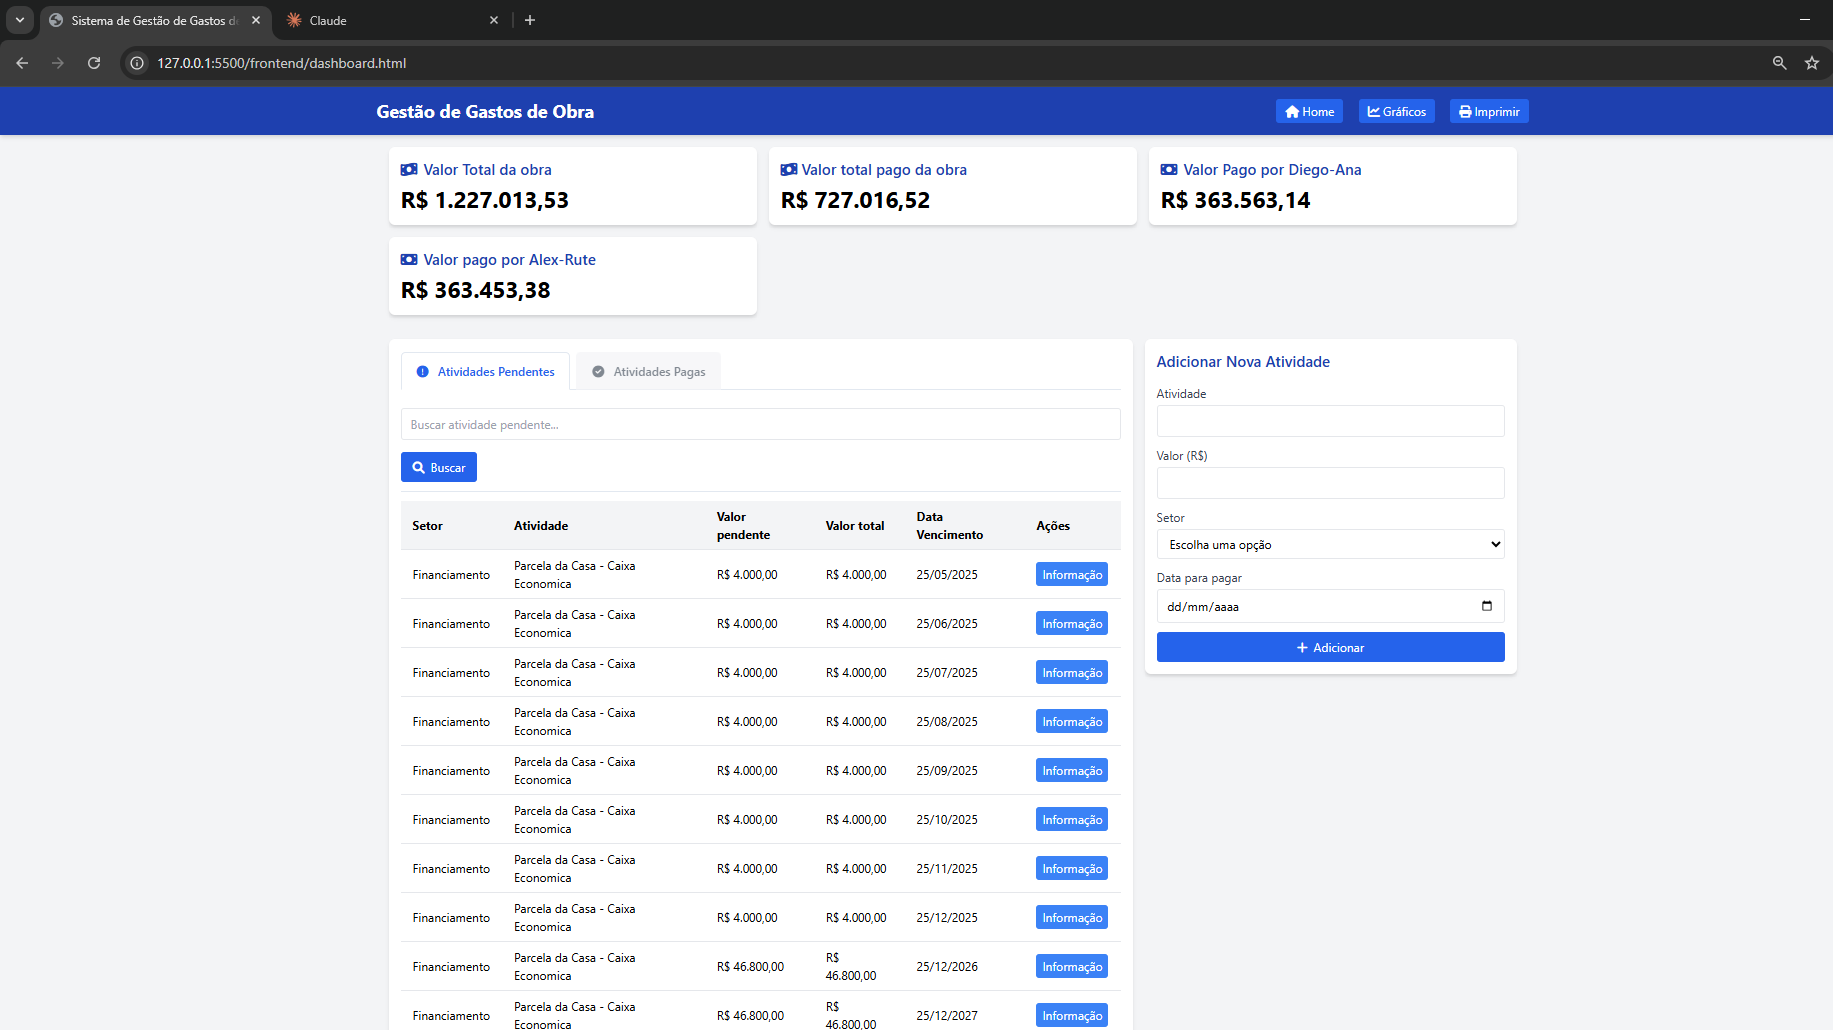 Sistema de Gestão de Gastos de
Claude
127.0.0.1:5500/frontend/dashboard.html
Gestão de Gastos de Obra
Home
Gráficos
Imprimir
Valor Total da obra
R$ 1.227.013,53
Valor total pago da obra
R$ 727.016,52
Valor Pago por Diego-Ana
R$ 363.563,14
Valor pago por Alex-Rute
R$ 363.453,38
Atividades Pendentes
Atividades Pagas
Buscar atividade pendente...
Buscar
Setor Atividade Valor pendente Valor total Data Vencimento Ações
Financiamento Parcela da Casa - Caixa Economica R$ 4.000,00 R$ 4.000,00 25/05/2025 Informação
Financiamento Parcela da Casa - Caixa Economica R$ 4.000,00 R$ 4.000,00 25/06/2025 Informação
Financiamento Parcela da Casa - Caixa Economica R$ 4.000,00 R$ 4.000,00 25/07/2025 Informação
Financiamento Parcela da Casa - Caixa Economica R$ 4.000,00 R$ 4.000,00 25/08/2025 Informação
Financiamento Parcela da Casa - Caixa Economica R$ 4.000,00 R$ 4.000,00 25/09/2025 Informação
Financiamento Parcela da Casa - Caixa Economica R$ 4.000,00 R$ 4.000,00 25/10/2025 Informação
Financiamento Parcela da Casa - Caixa Economica R$ 4.000,00 R$ 4.000,00 25/11/2025 Informação
Financiamento Parcela da Casa - Caixa Economica R$ 4.000,00 R$ 4.000,00 25/12/2025 Informação
Financiamento Parcela da Casa - Caixa Economica R$ 46.800,00 R$ 46.800,00 25/12/2026 Informação
Financiamento Parcela da Casa - Caixa Economica R$ 46.800,00 R$ 46.800,00 25/12/2027 Informação
Adicionar Nova Atividade
Atividade
Valor (R$)
Setor
Escolha uma opção
Data para pagar
dd/mm/aaaa
Adicionar